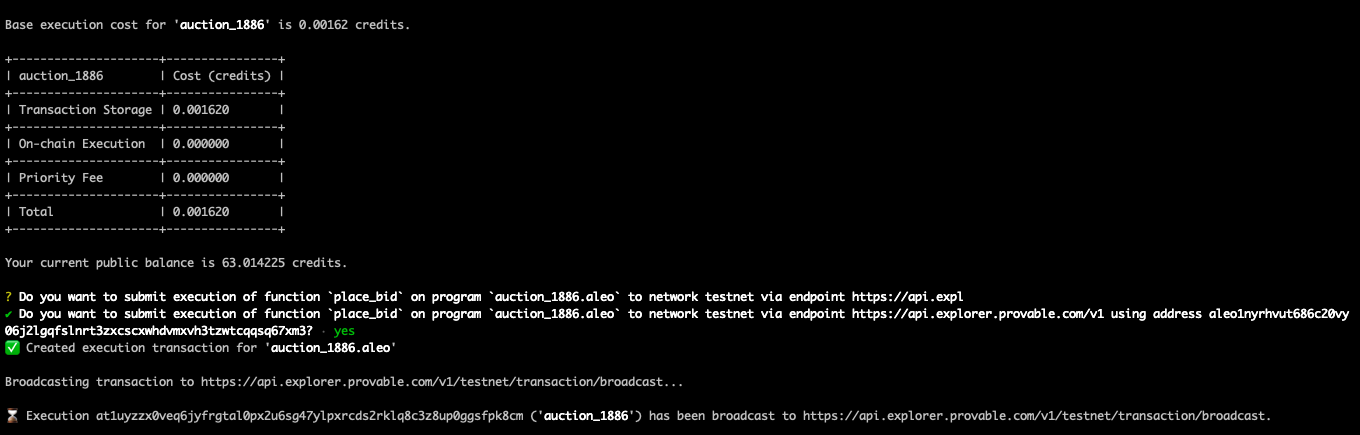 Base execution cost for 'auction_1886' is 0.00162 credits.
+---------------------+----------------+
| auction_1886        | Cost (credits) |
+---------------------+----------------+
| Transaction Storage | 0.001620       |
+---------------------+----------------+
| On-chain Execution  | 0.000000       |
+---------------------+----------------+
| Priority Fee        | 0.000000       |
+---------------------+----------------+
| Total               | 0.001620       |
+---------------------+----------------+
Your current public balance is 63.014225 credits.
? Do you want to submit execution of function `place_bid` on program `auction_1886.aleo` to network testnet via endpoint https://api.expl
✔ Do you want to submit execution of function `place_bid` on program `auction_1886.aleo` to network testnet via endpoint https://api.explorer.provable.com/v1 using address aleo1nyrhvut686c20vy
06j2lgqfslnrt3zxcscxwhdvmxvh3tzwtcqqsq67xm3? · yes
✅ Created execution transaction for 'auction_1886.aleo'
Broadcasting transaction to https://api.explorer.provable.com/v1/testnet/transaction/broadcast...
⌛ Execution at1uyzzx0veq6jyfrgtal0px2u6sg47ylpxrcds2rklq8c3z8up0ggsfpk8cm ('auction_1886') has been broadcast to https://api.explorer.provable.com/v1/testnet/transaction/broadcast.